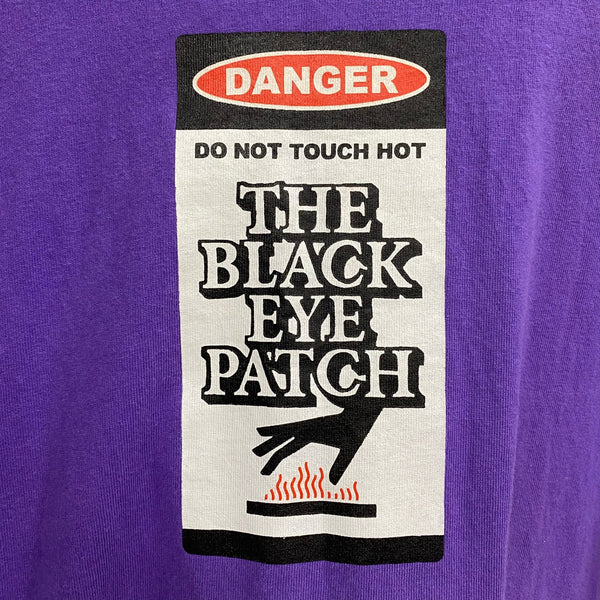 DANGER
DO NOT TOUCH HOT
THE
BLACK
EYE
PATCH